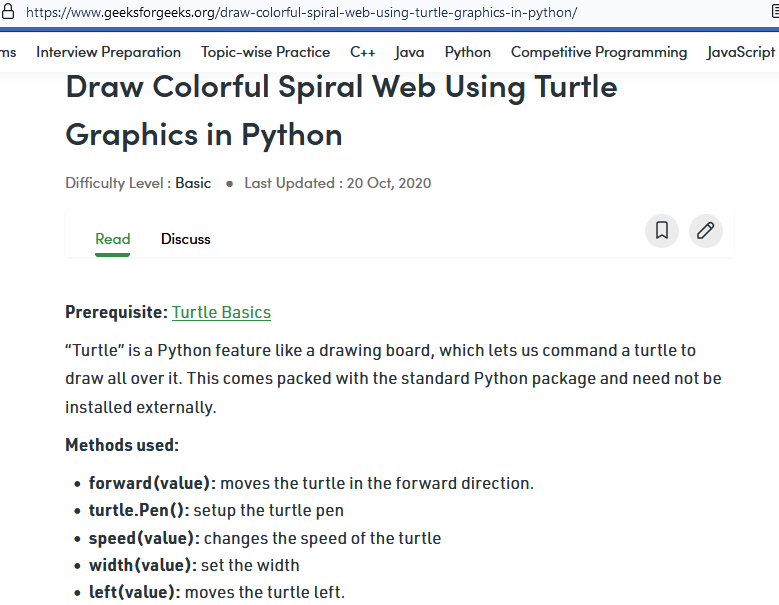 https://www.geeksforgeeks.org/draw-colorful-spiral-web-using-turtle-graphics-in-python/
ms Interview Preparation Topic-wise Practice C++ Java Python Competitive Programming JavaScript
Draw Colorful Spiral Web Using Turtle
Graphics in Python
Difficulty Level : Basic ● Last Updated : 20 Oct, 2020
Read Discuss
Prerequisite: Turtle Basics
“Turtle” is a Python feature like a drawing board, which lets us command a turtle to
draw all over it. This comes packed with the standard Python package and need not be
installed externally.
Methods used:
• forward(value): moves the turtle in the forward direction.
• turtle.Pen(): setup the turtle pen
• speed(value): changes the speed of the turtle
• width(value): set the width
• left(value): moves the turtle left.